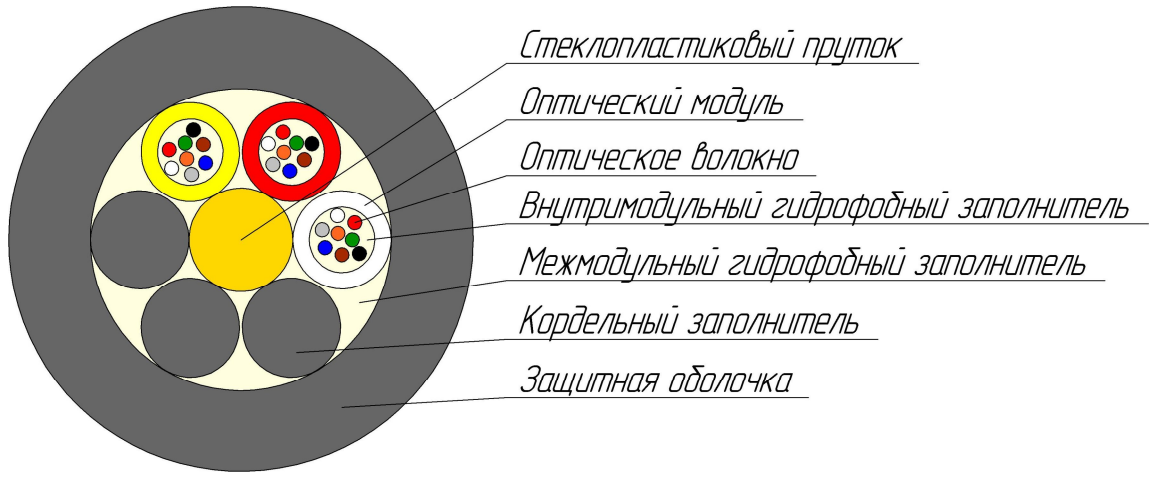 Стеклопластиковый пруток
Оптический модуль
Оптическое волокно
Внутримодульный гидрофобный заполнитель
Межмодульный гидрофобный заполнитель
Кордельный заполнитель
Защитная оболочка